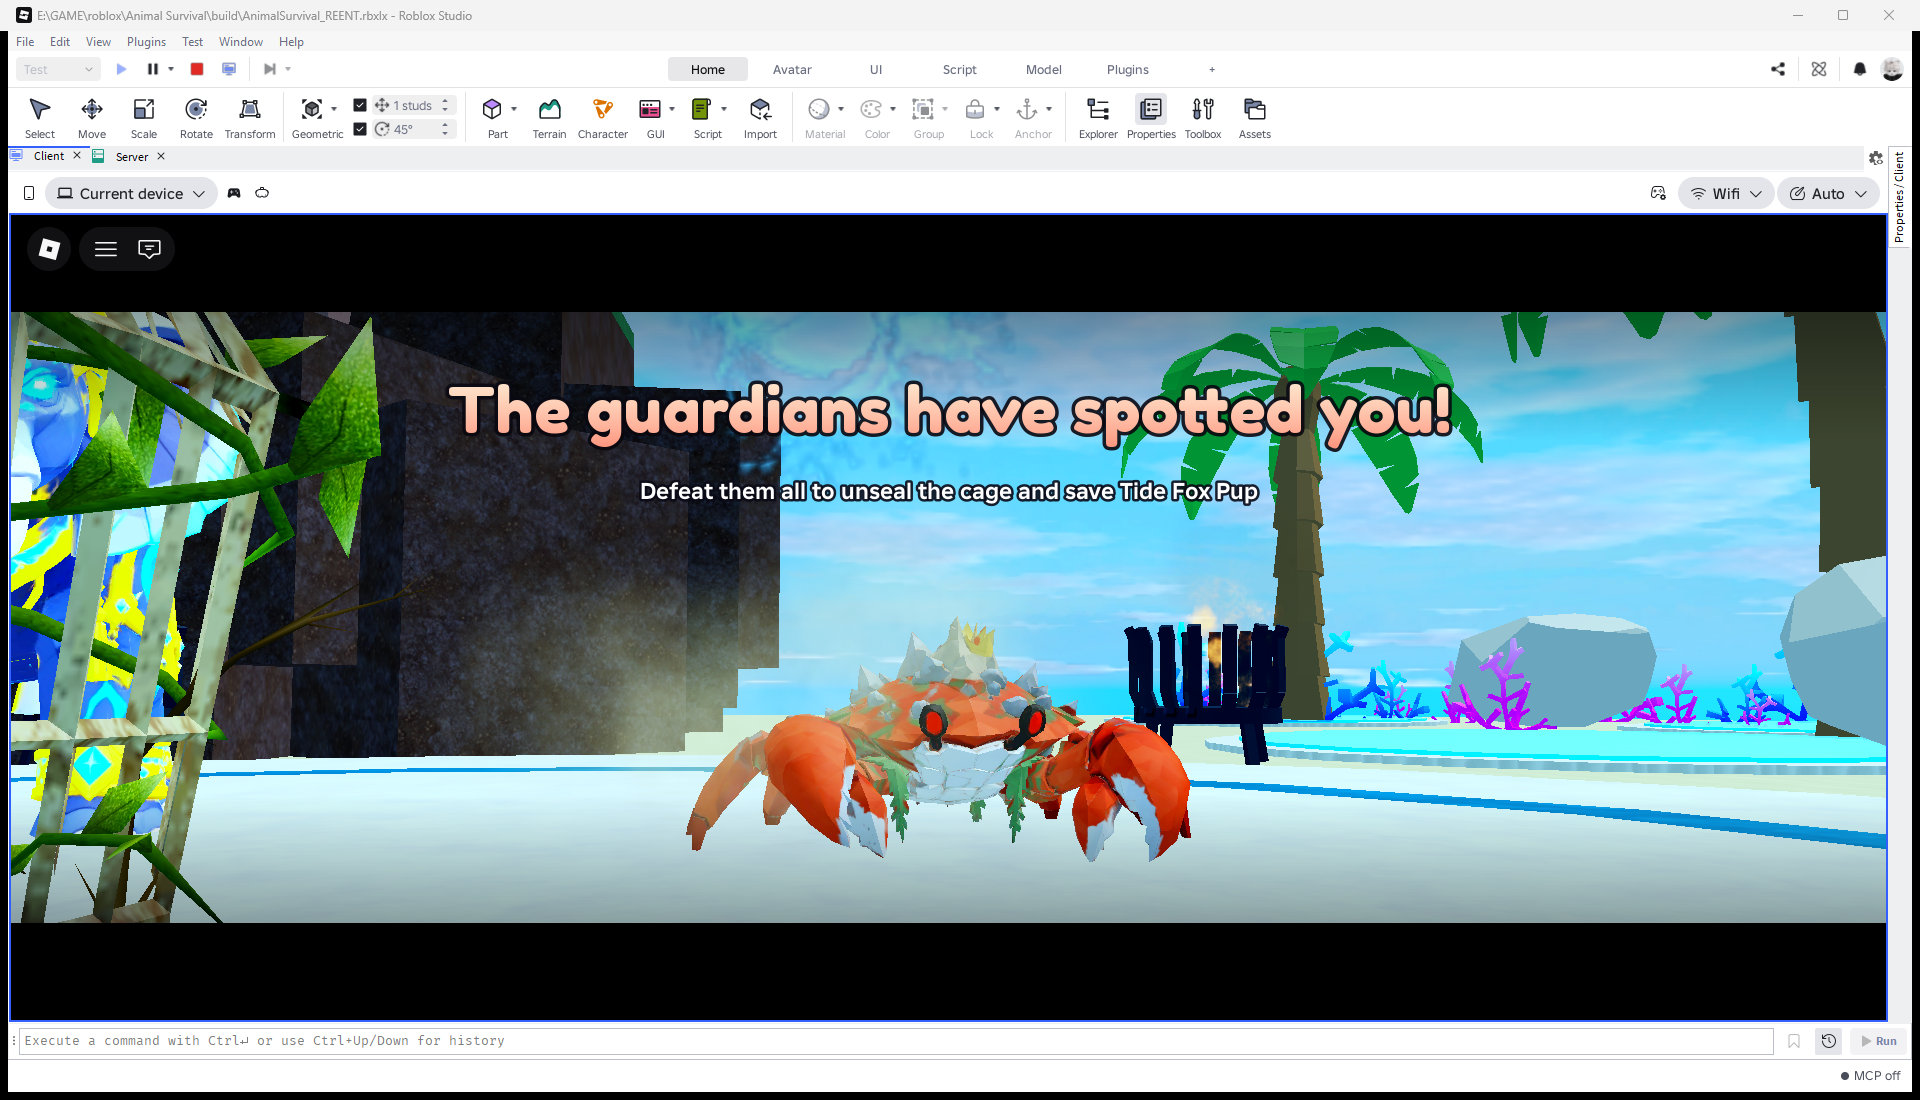 E:\GAME\roblox\Animal Survival\build\AnimalSurvival_REENT.rbxlx - Roblox Studio
File Edit View Plugins Test Window Help
Test
Home Avatar UI Script Model Plugins +
1 studs
45°
Select Move Scale Rotate Transform Geometric Part Terrain Character GUI Script Import Material Color Group Lock Anchor Explorer Properties Toolbox Assets
Client Server
Properties / Client
Current device Wifi Auto
The guardians have spotted you!
Defeat them all to unseal the cage and save Tide Fox Pup
Execute a command with Ctrl↵ or use Ctrl+Up/Down for history
Run
MCP off